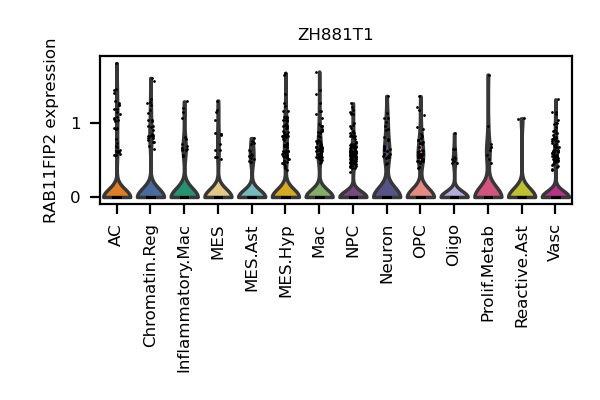 ZH881T1
RAB11FIP2 expression
1
0
AC
Chromatin.Reg
Inflammatory.Mac
MES
MES.Ast
MES.Hyp
Mac
NPC
Neuron
OPC
Oligo
Prolif.Metab
Reactive.Ast
Vasc